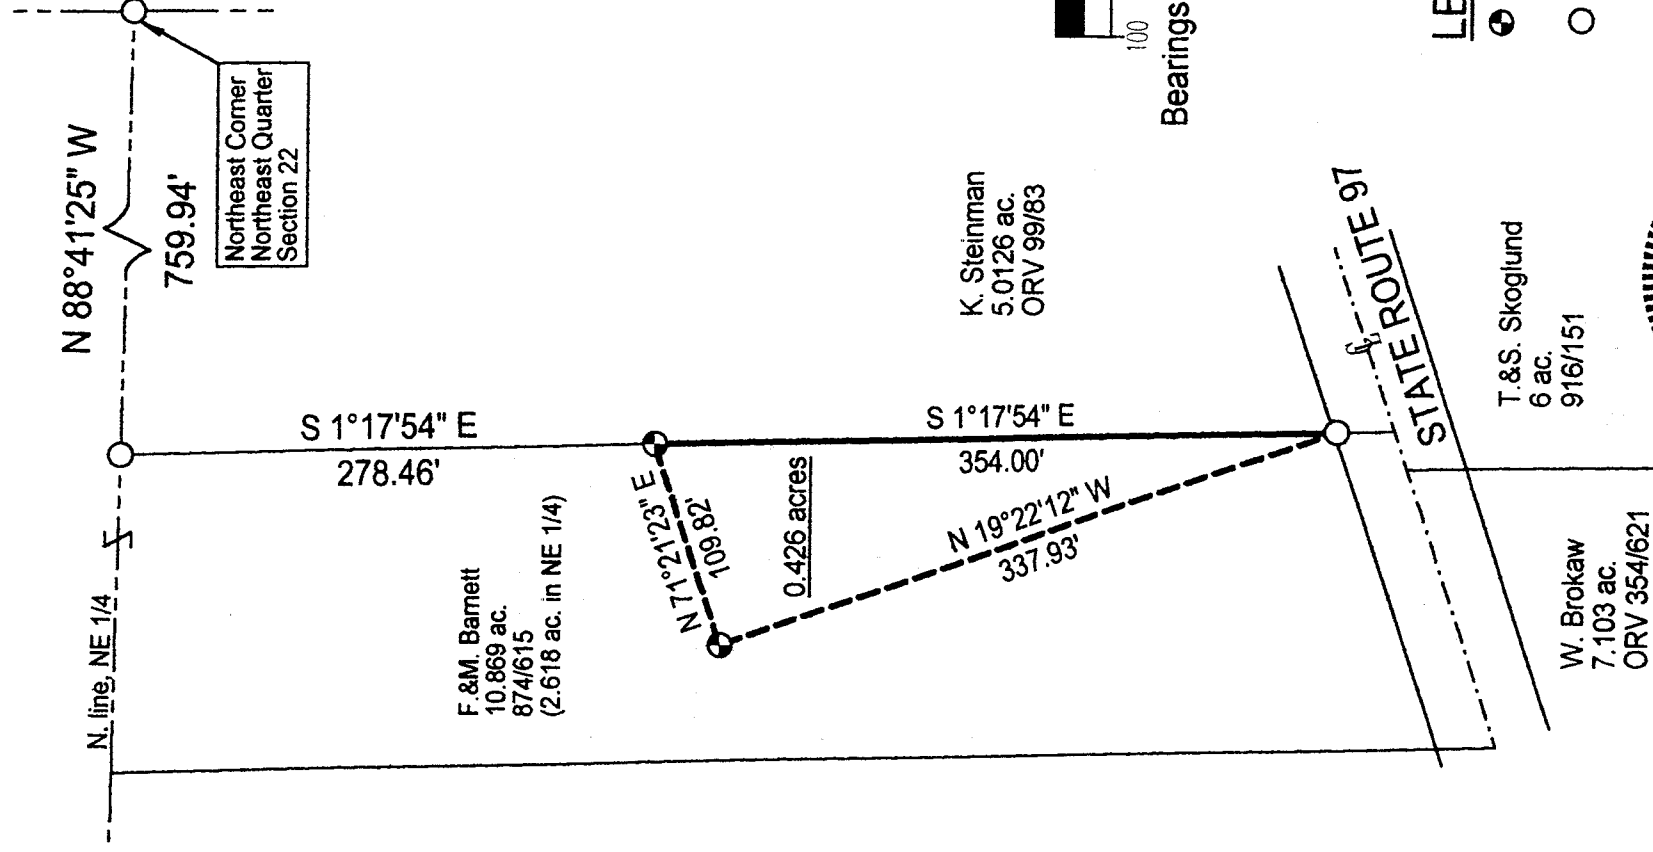 N 88°41'25" W
759.94'
Northeast Corner
Northeast Quarter
Section 22
N. line, NE 1/4
S 1°17'54" E
278.46'
F.&M. Barnett
10.869 ac.
874/615
(2.618 ac. in NE 1/4)
N 71°21'23" E
109.82'
0.426 acres
S 1°17'54" E
354.00'
N 19°22'12" W
337.93'
K. Steinman
5.0126 ac.
ORV 99/83
100
Bearings
LE
STATE ROUTE 97
T.&S. Skoglund
6 ac.
916/151
W. Brokaw
7.103 ac.
ORV 354/621